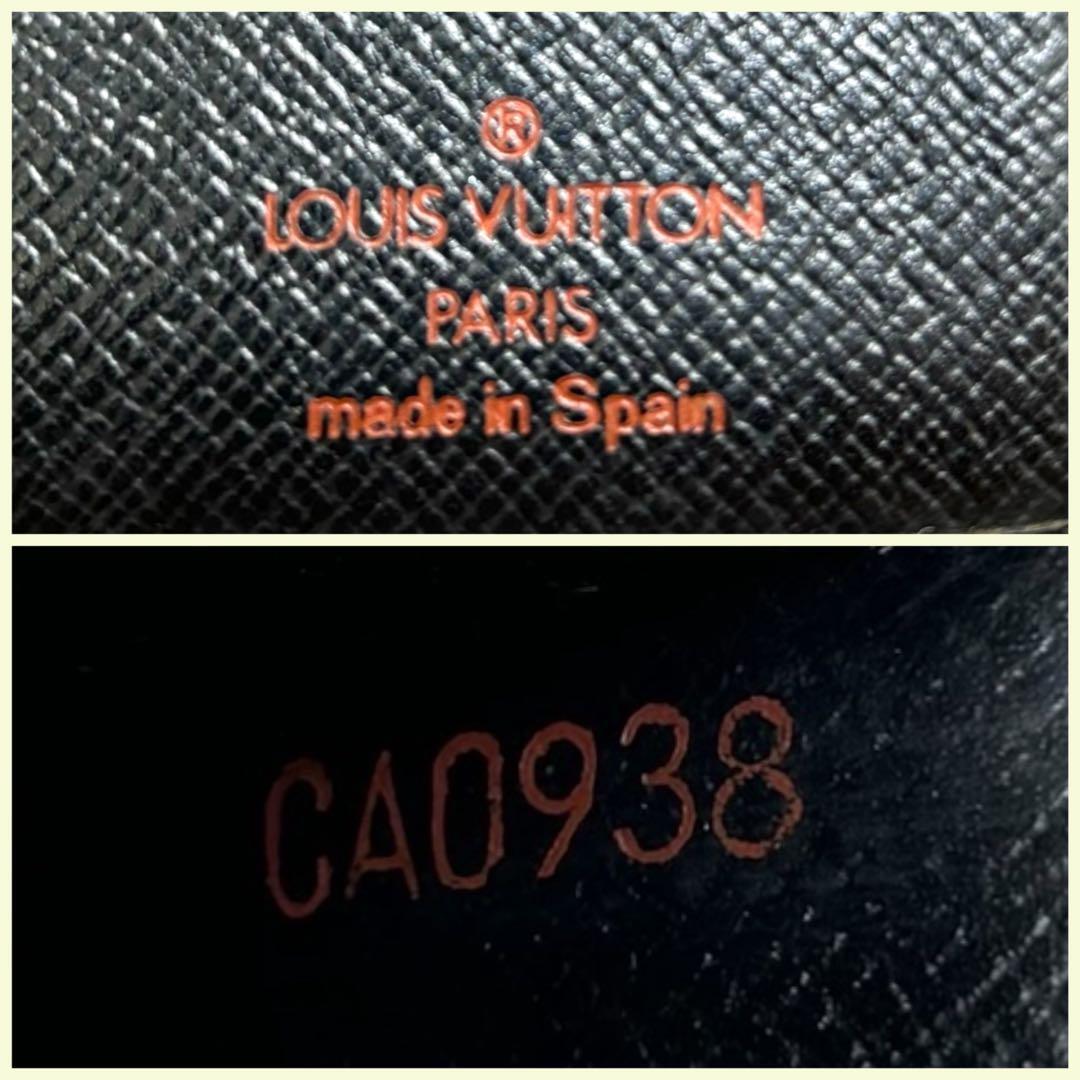 ®
LOUIS VUITTON
PARIS
made in Spain
CA0938